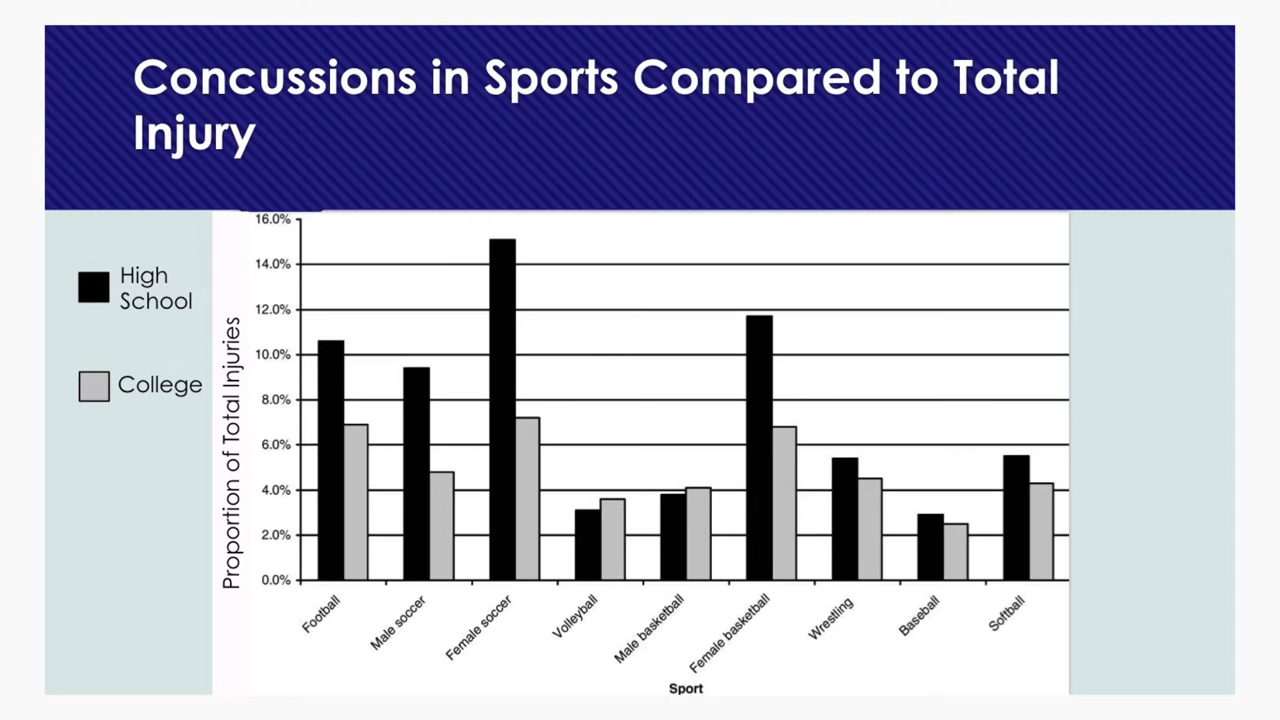 Concussions in Sports Compared to Total
Injury
High
School
College
Proportion of Total Injuries
16.0%
14.0%
12.0%
10.0%
8.0%
6.0%
4.0%
2.0%
0.0%
Football
Male soccer
Female soccer
Volleyball
Male basketball
Female basketball
Wrestling
Baseball
Softball
Sport